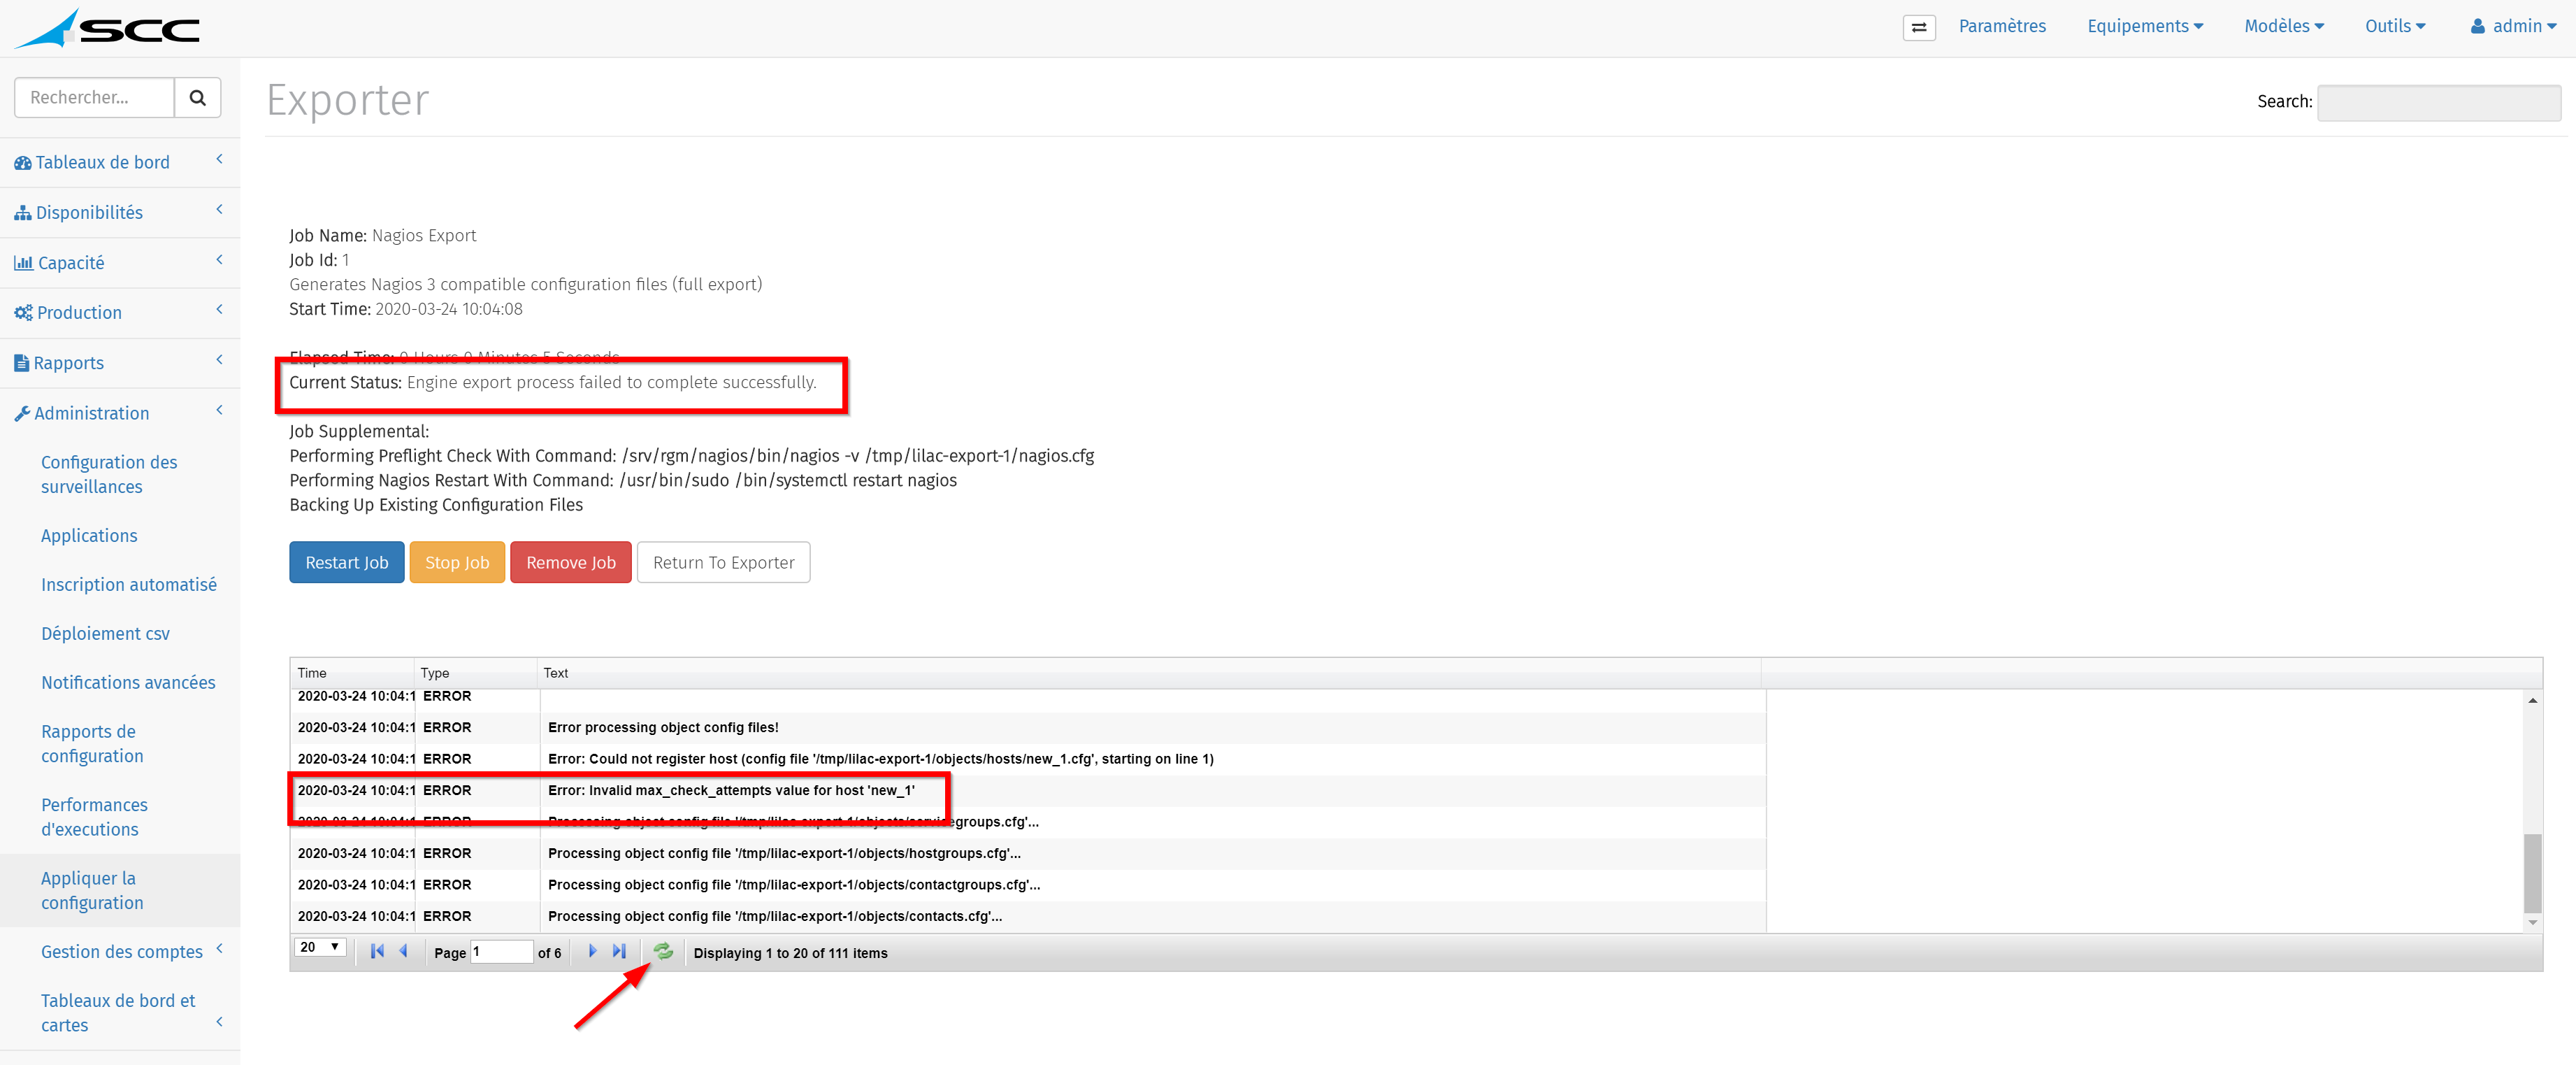 SCC
Paramètres Equipements Modèles Outils admin
Rechercher...
Exporter
Search:
Tableaux de bord
Disponibilités
Capacité
Production
Rapports
Administration
Configuration des
surveillances
Applications
Inscription automatisé
Déploiement csv
Notifications avancées
Rapports de
configuration
Performances
d'executions
Appliquer la
configuration
Gestion des comptes
Tableaux de bord et
cartes
Job Name: Nagios Export
Job Id: 1
Generates Nagios 3 compatible configuration files (full export)
Start Time: 2020-03-24 10:04:08
Elapsed Time: 0 Hours 0 Minutes 5 Seconds
Current Status: Engine export process failed to complete successfully.
Job Supplemental:
Performing Preflight Check With Command: /srv/rgm/nagios/bin/nagios -v /tmp/lilac-export-1/nagios.cfg
Performing Nagios Restart With Command: /usr/bin/sudo /bin/systemctl restart nagios
Backing Up Existing Configuration Files
Restart Job Stop Job Remove Job Return To Exporter
Time Type Text
2020-03-24 10:04:1 ERROR
2020-03-24 10:04:1 ERROR Error processing object config files!
2020-03-24 10:04:1 ERROR Error: Could not register host (config file '/tmp/lilac-export-1/objects/hosts/new_1.cfg', starting on line 1)
2020-03-24 10:04:1 ERROR Error: Invalid max_check_attempts value for host 'new_1'
2020-03-24 10:04:1 ERROR Processing object config file '/tmp/lilac-export-1/objects/servicegroups.cfg'...
2020-03-24 10:04:1 ERROR Processing object config file '/tmp/lilac-export-1/objects/hostgroups.cfg'...
2020-03-24 10:04:1 ERROR Processing object config file '/tmp/lilac-export-1/objects/contactgroups.cfg'...
2020-03-24 10:04:1 ERROR Processing object config file '/tmp/lilac-export-1/objects/contacts.cfg'...
20 Page 1 of 6 Displaying 1 to 20 of 111 items